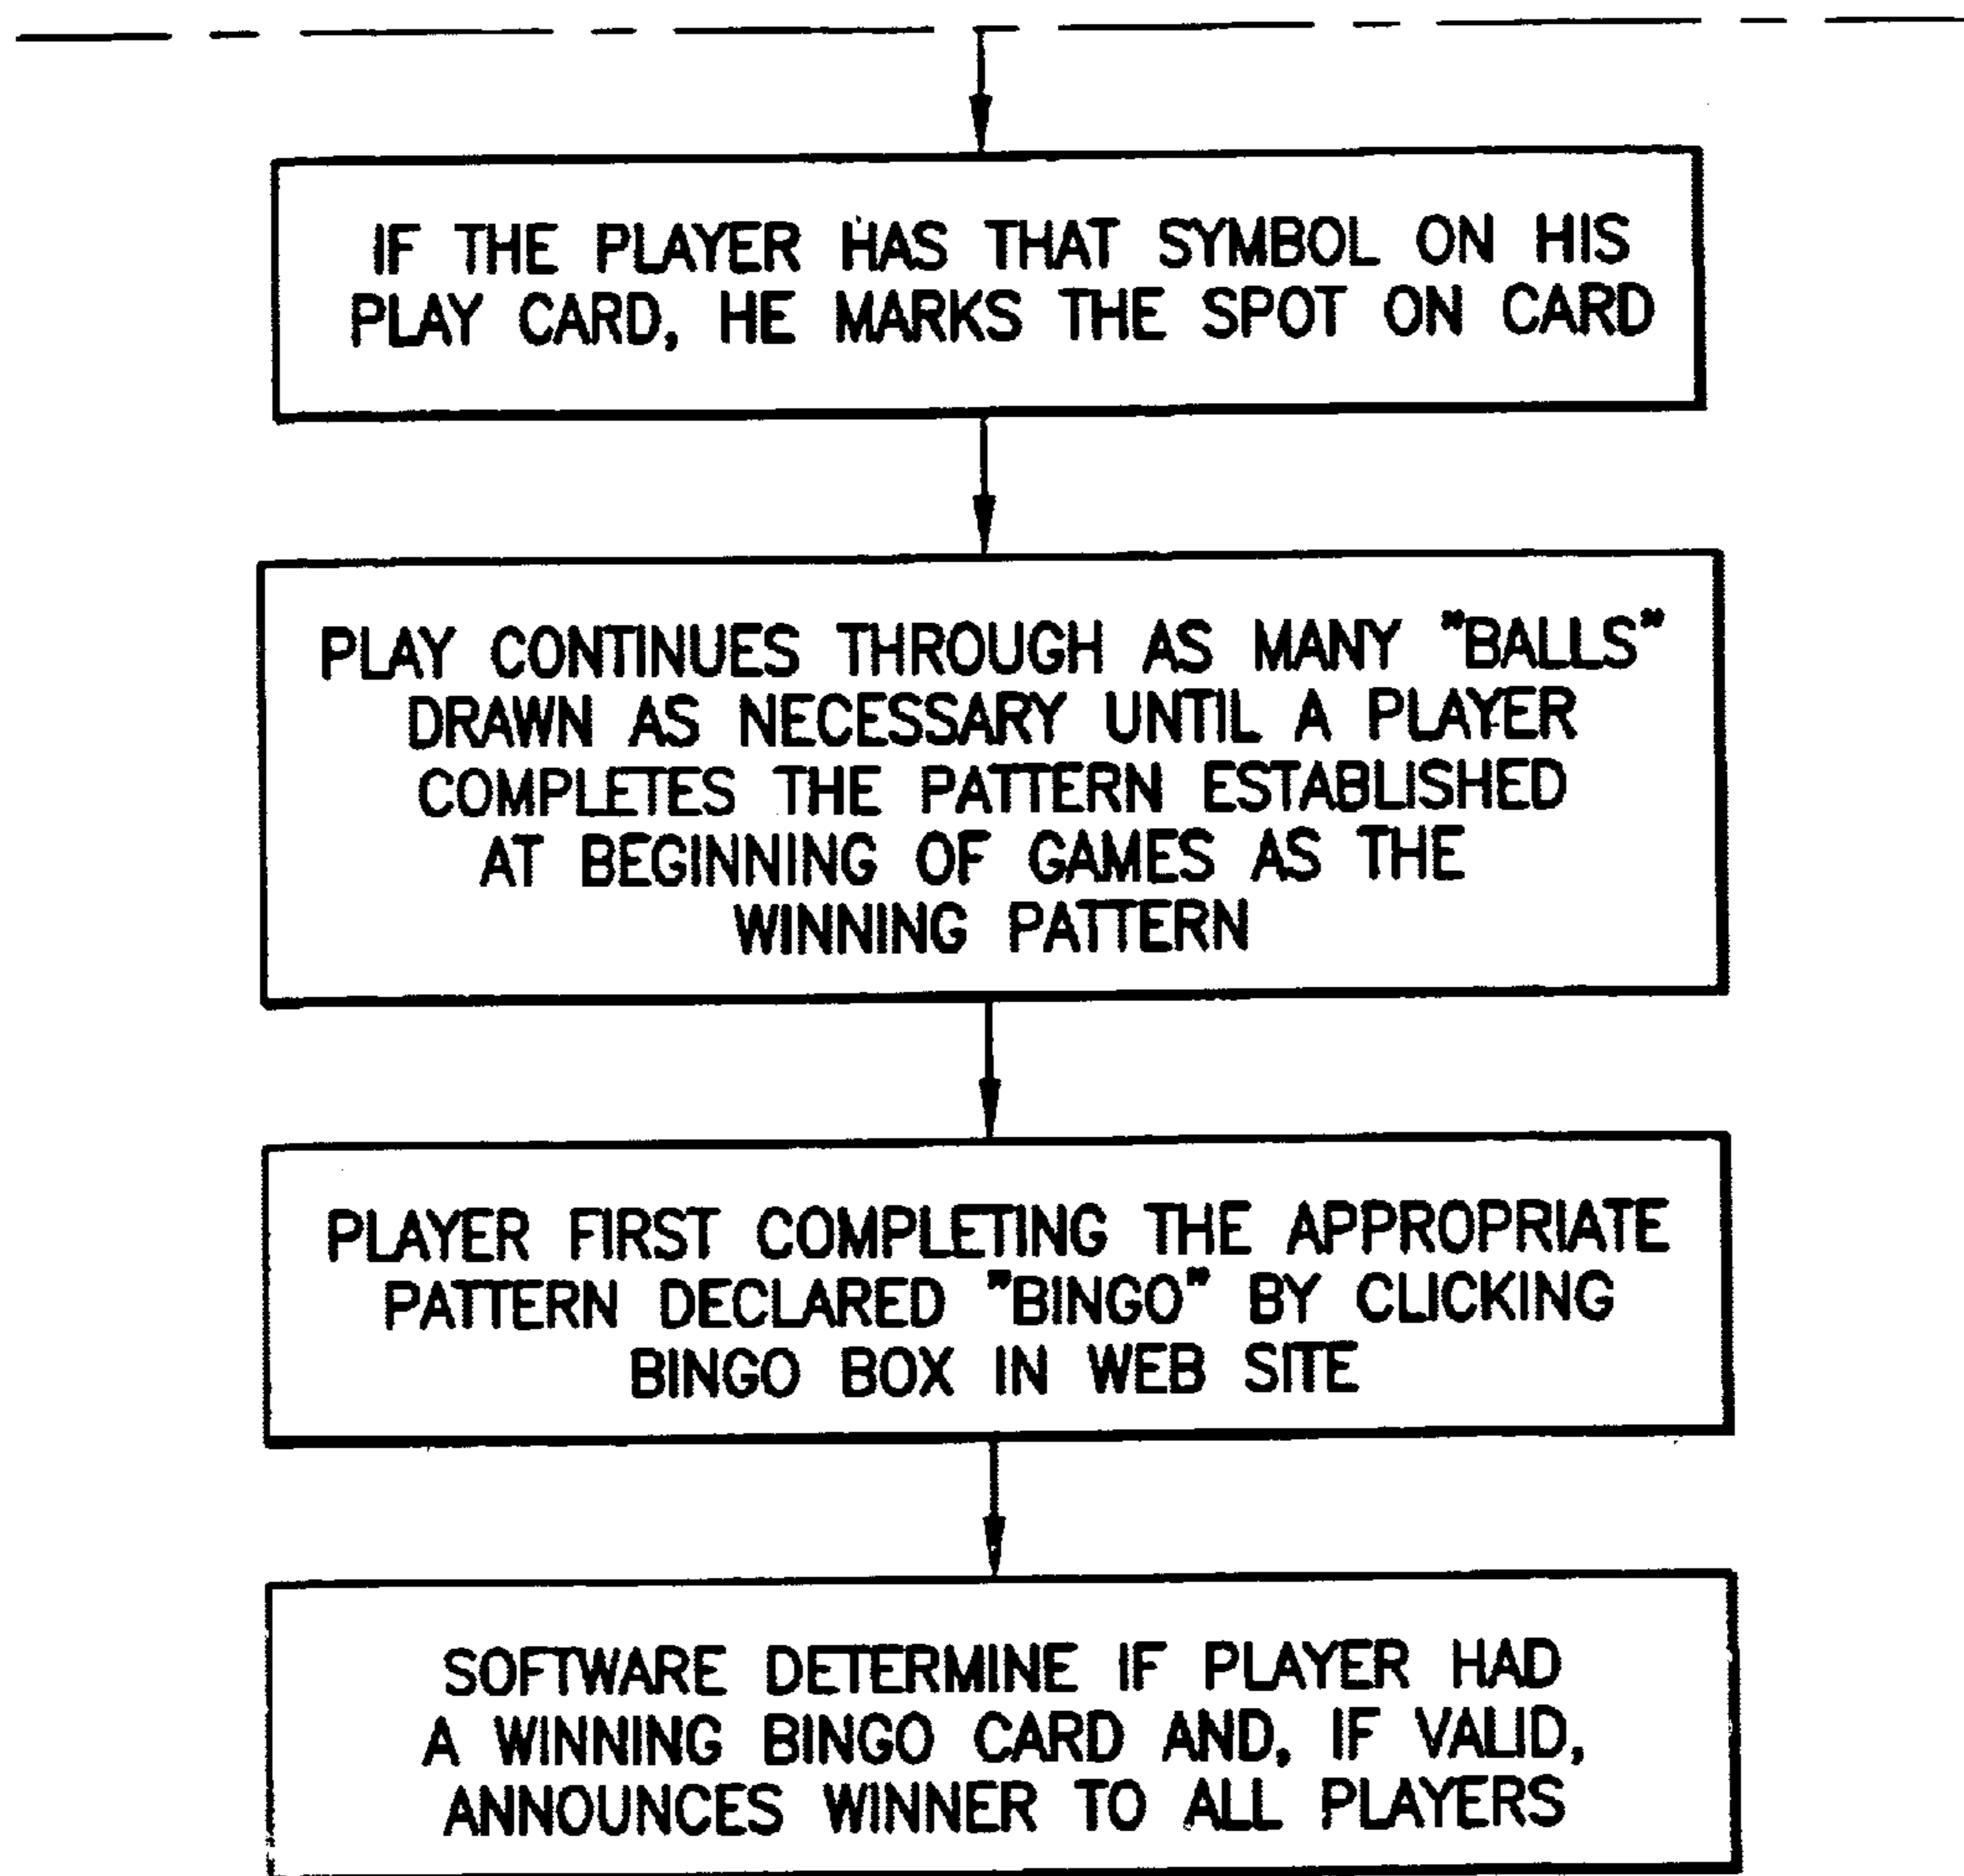 IF THE PLAYER HAS THAT SYMBOL ON HIS
PLAY CARD, HE MARKS THE SPOT ON CARD
PLAY CONTINUES THROUGH AS MANY "BALLS"
DRAWN AS NECESSARY UNTIL A PLAYER
COMPLETES THE PATTERN ESTABLISHED
AT BEGINNING OF GAMES AS THE
WINNING PATTERN
PLAYER FIRST COMPLETING THE APPROPRIATE
PATTERN DECLARED "BINGO" BY CLICKING
BINGO BOX IN WEB SITE
SOFTWARE DETERMINE IF PLAYER HAD
A WINNING BINGO CARD AND, IF VALID,
ANNOUNCES WINNER TO ALL PLAYERS